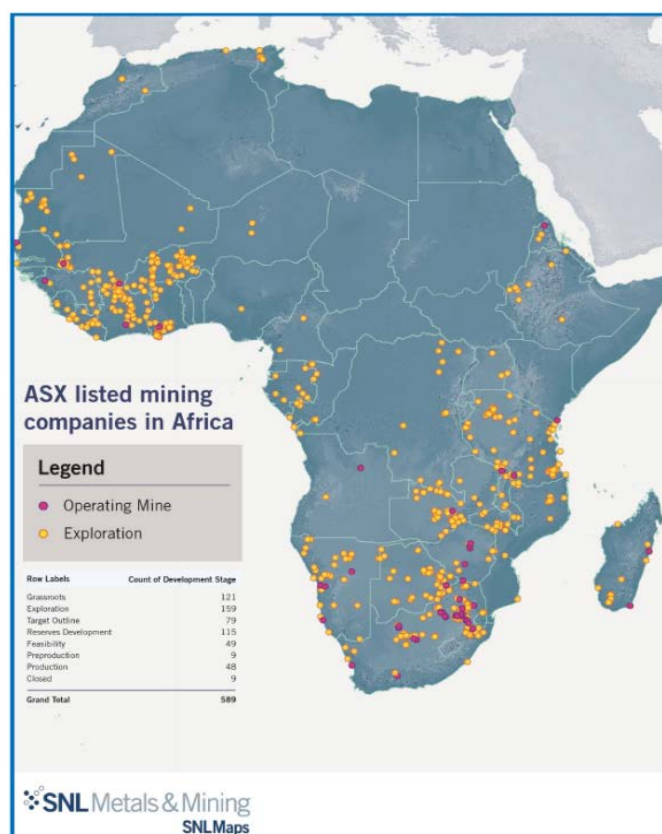 ASX listed mining
companies in Africa
Legend
Operating Mine
Exploration
Row Labels Count of Development Stage
Grassroots 121
Exploration 159
Target Outline 79
Reserves Development 115
Feasibility 49
Preproduction 9
Production 48
Closed 9
Grand Total 589
SNL Metals & Mining
SNLMaps